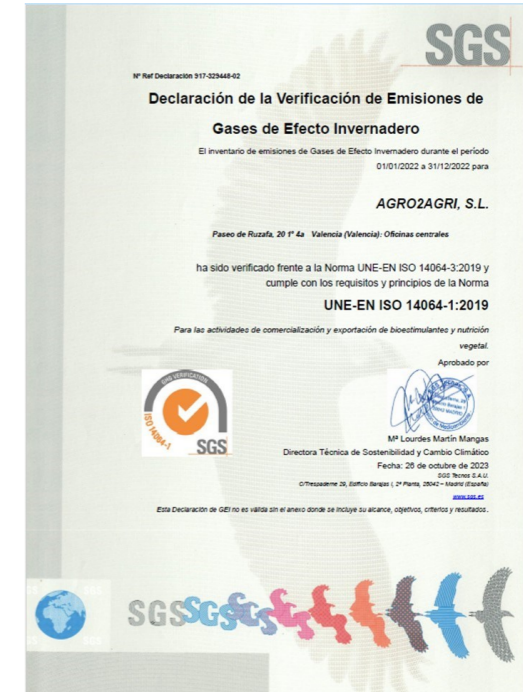 SGS
Nº Ref Declaración 917-329448-02
Declaración de la Verificación de Emisiones de
Gases de Efecto Invernadero
El inventario de emisiones de Gases de Efecto Invernadero durante el período
01/01/2022 a 31/12/2022 para
AGRO2AGRI, S.L.
Paseo de Ruzafa, 20 1º 4a Valencia (Valencia): Oficinas centrales
ha sido verificado frente a la Norma UNE-EN ISO 14064-3:2019 y
cumple con los requisitos y principios de la Norma
UNE-EN ISO 14064-1:2019
Para las actividades de comercialización y exportación de bioestimulantes y nutrición
vegetal.
Aprobado por
GHG VERIFICATION
ISO 14064-1
SGS
Mª Lourdes Martín Mangas
Directora Técnica de Sostenibilidad y Cambio Climático
Fecha: 26 de octubre de 2023
SGS Tecnos S.A.U.
C/Trespaderne 29, Edificio Barajas I, 2ª Planta, 28042 – Madrid (España)
www.sgs.es
Esta Declaración de GEI no es válida sin el anexo donde se incluye su alcance, objetivos, criterios y resultados.
SGSSGSSGS